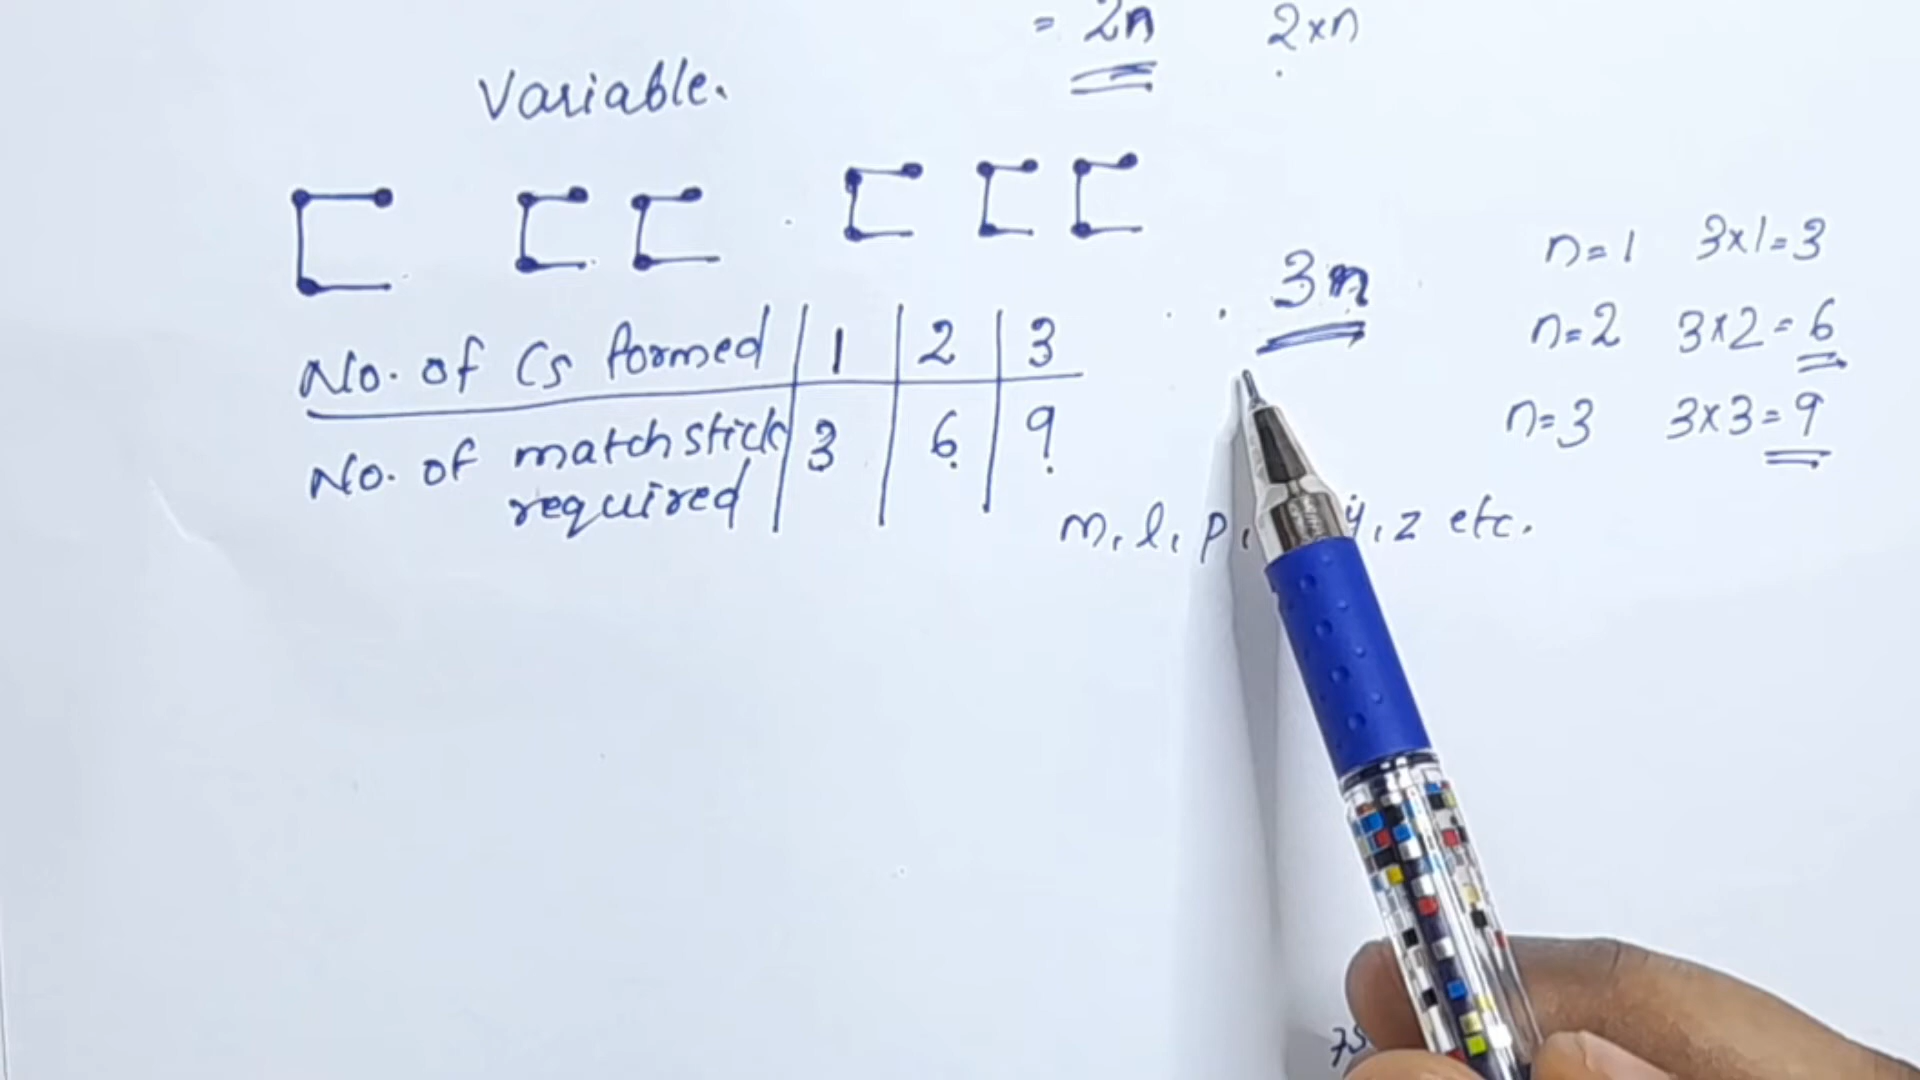 = 2n 2×n
Variable.
3n
n=1 3×1=3
n=2 3×2=6
n=3 3×3=9
No. of Cs formed | 1 | 2 | 3
No. of matchstick | 3 | 6 | 9
required
m, l, p, y, z etc.